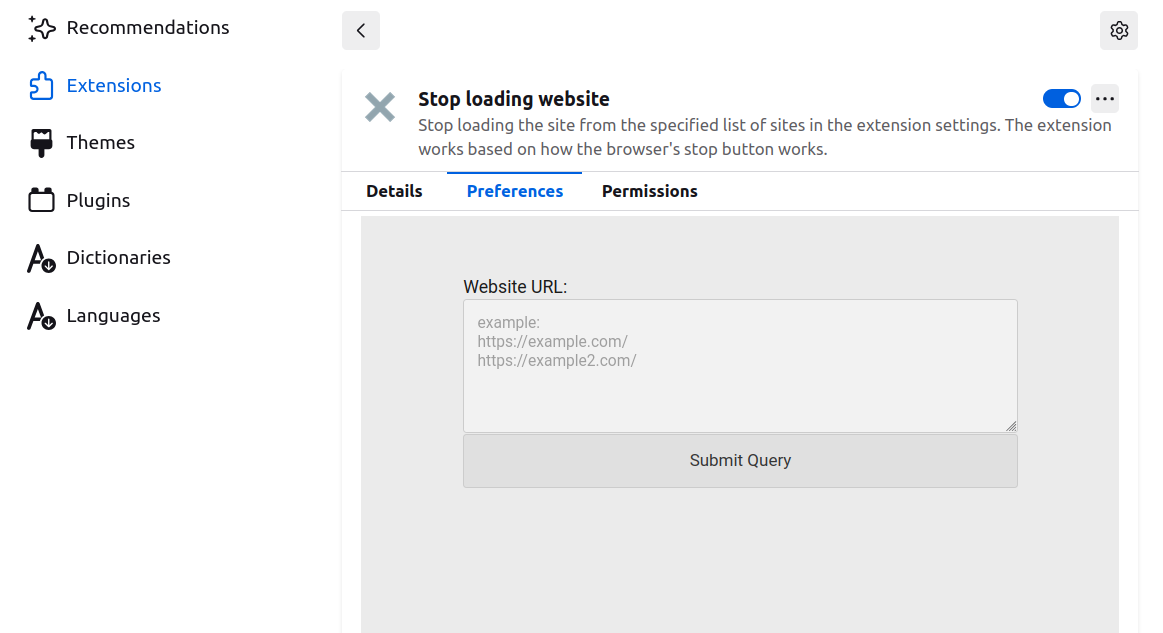 Recommendations
Extensions
Themes
Plugins
Dictionaries
Languages
Stop loading website
Stop loading the site from the specified list of sites in the extension settings. The extension
works based on how the browser's stop button works.
Details Preferences Permissions
Website URL:
example:
https://example.com/
https://example2.com/
Submit Query